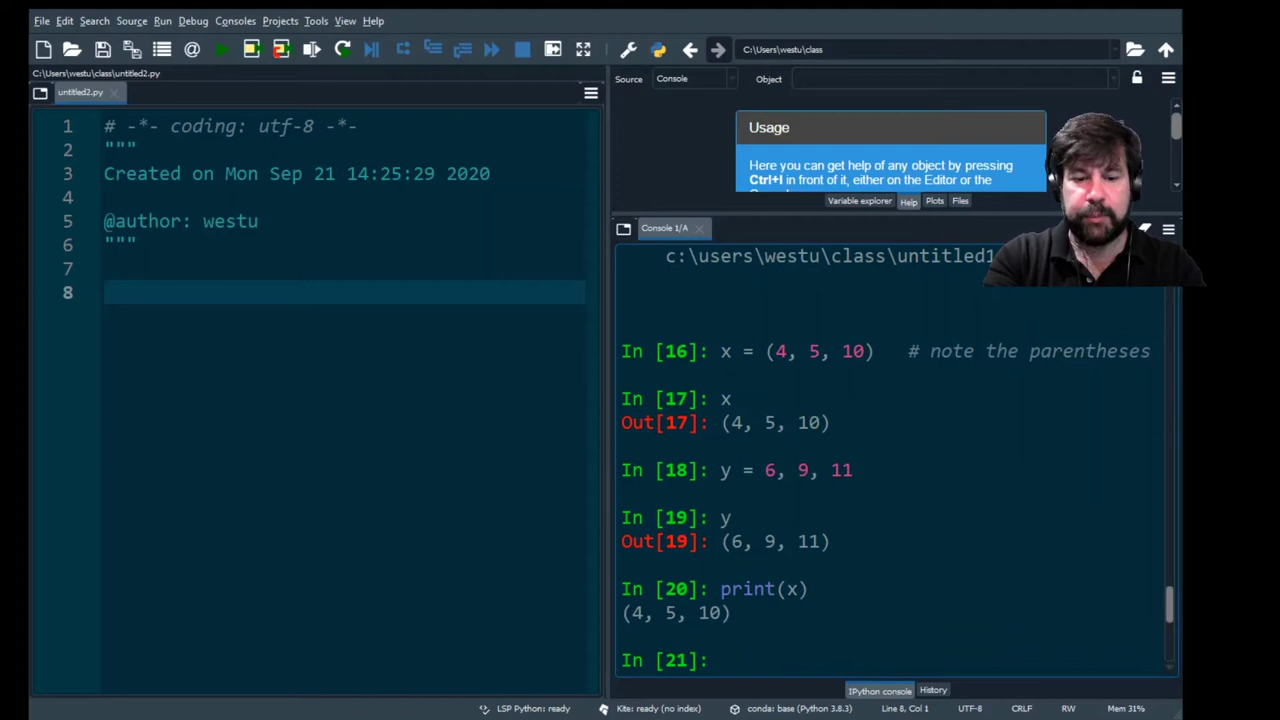 File Edit Search Source Run Debug Consoles Projects Tools View Help
C:\Users\westu\class
C:\Users\westu\class\untitled2.py
Source Console Object
untitled2.py
1 # -*- coding: utf-8 -*-
2 """
3 Created on Mon Sep 21 14:25:29 2020
4
5 @author: westu
6 """
7
8
Usage
Here you can get help of any object by pressing
Ctrl+I in front of it, either on the Editor or the
Variable explorer Help Plots Files
Console 1/A
c:\users\westu\class\untitled1
In [16]: x = (4, 5, 10) # note the parentheses
In [17]: x
Out[17]: (4, 5, 10)
In [18]: y = 6, 9, 11
In [19]: y
Out[19]: (6, 9, 11)
In [20]: print(x)
(4, 5, 10)
In [21]:
IPython console History
LSP Python: ready Kite: ready (no index) conda: base (Python 3.8.3) Line 8, Col 1 UTF-8 CRLF RW Mem 31%